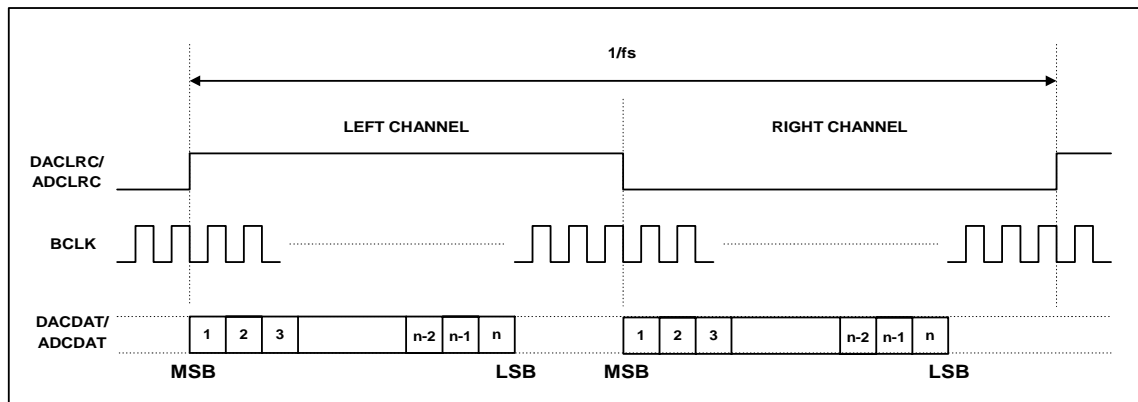 1/fs
LEFT CHANNEL
RIGHT CHANNEL
DACLRC/
ADCLRC
BCLK
DACDAT/
ADCDAT
1 2 3 n-2 n-1 n 1 2 3 n-2 n-1 n
MSB LSB MSB LSB